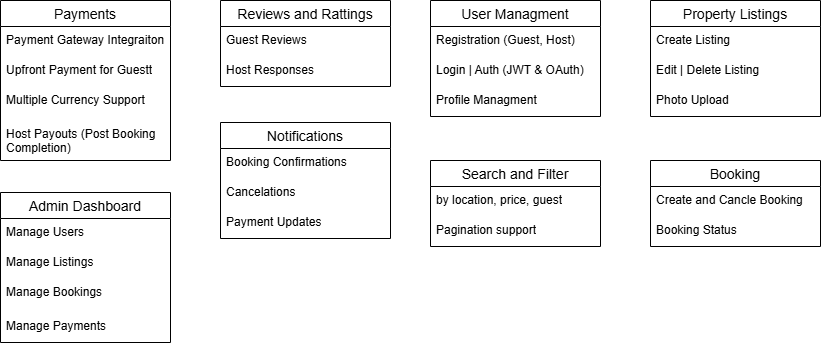 Payments
Payment Gateway Integraiton
Upfront Payment for Guestt
Multiple Currency Support
Host Payouts (Post Booking
Completion)
Reviews and Rattings
Guest Reviews
Host Responses
User Managment
Registration (Guest, Host)
Login | Auth (JWT & OAuth)
Profile Managment
Property Listings
Create Listing
Edit | Delete Listing
Photo Upload
Notifications
Booking Confirmations
Cancelations
Payment Updates
Search and Filter
by location, price, guest
Pagination support
Booking
Create and Cancle Booking
Booking Status
Admin Dashboard
Manage Users
Manage Listings
Manage Bookings
Manage Payments